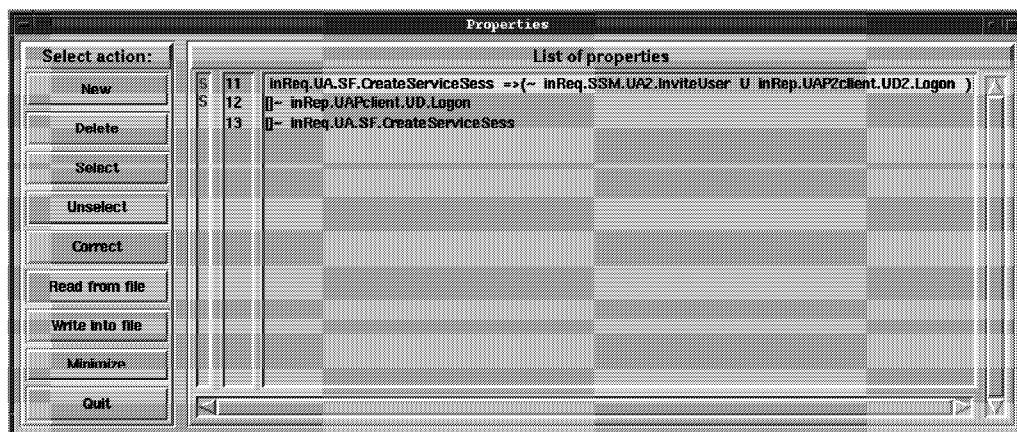 Properties
Select action:
List of properties
New
Delete
Select
Unselect
Correct
Read from file
Write into file
Minimize
Quit
S 11 inReq.UA.SF.CreateServiceSess =>(~ inReq.SSM.UA2.InviteUser U inRep.UAP2client.UD2.Logon )
S 12 []~ inRep.UAPclient.UD.Logon
13 []~ inReq.UA.SF.CreateServiceSess